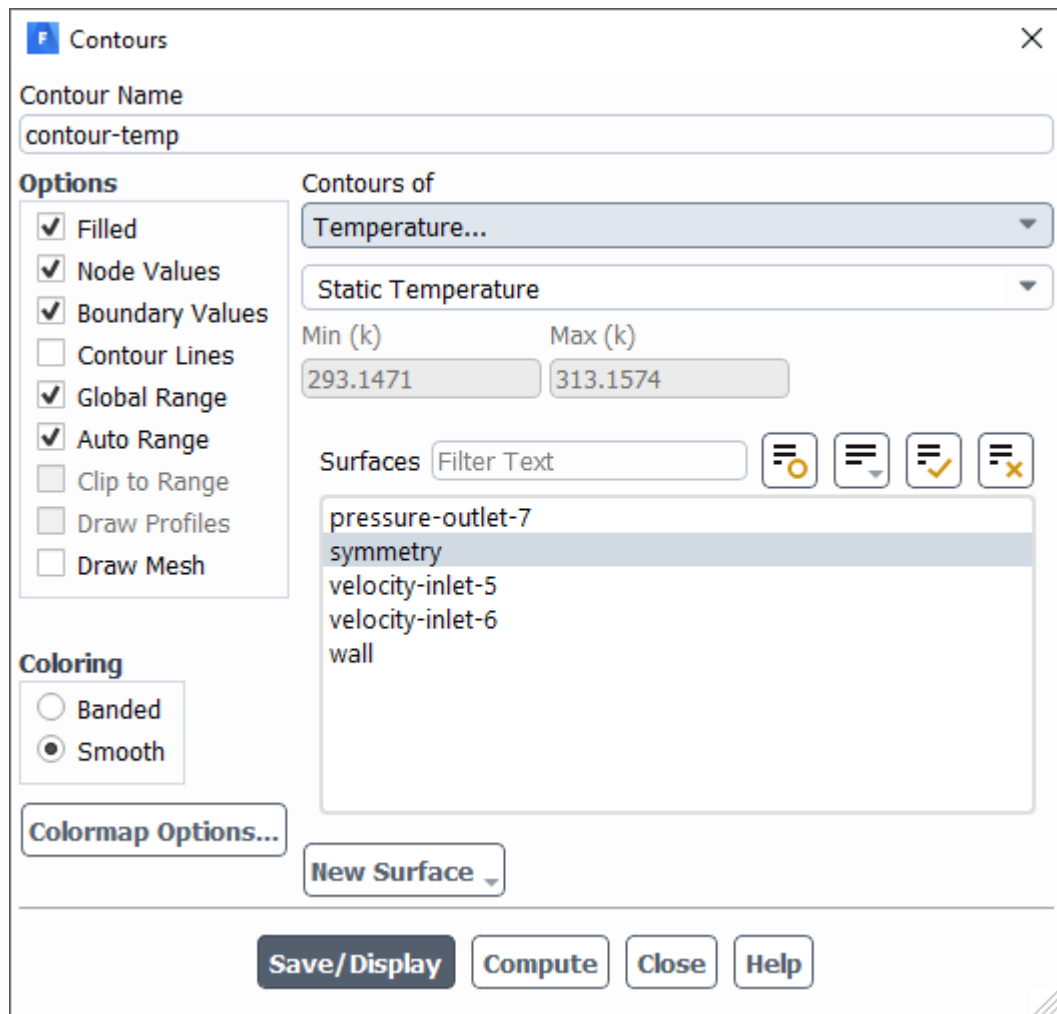 F Contours
Contour Name
contour-temp
Options
Contours of
Filled
Temperature...
Node Values
Static Temperature
Boundary Values
Min (k) Max (k)
Contour Lines
293.1471 313.1574
Global Range
Auto Range
Surfaces Filter Text
Clip to Range
pressure-outlet-7
Draw Profiles
symmetry
Draw Mesh
velocity-inlet-5
velocity-inlet-6
wall
Coloring
Banded
Smooth
Colormap Options...
New Surface
Save/Display Compute Close Help